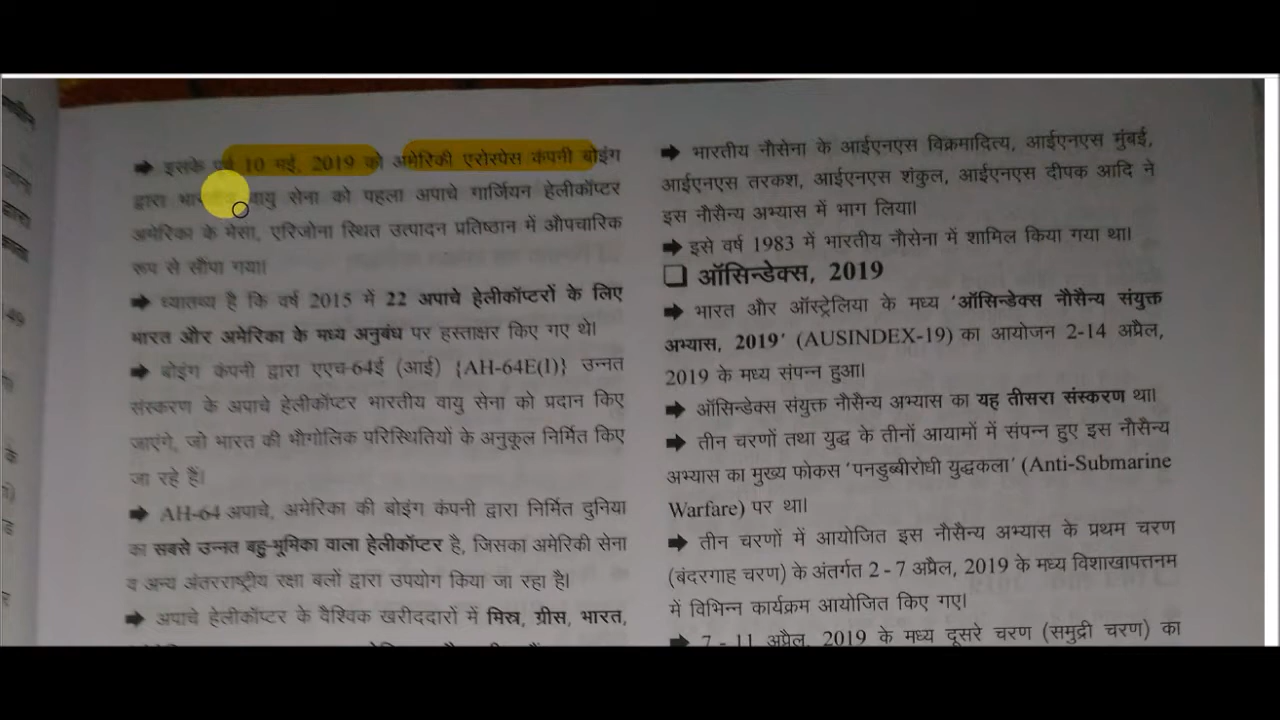 ➡ इसके पूर्व 10 मई, 2019 को अमेरिकी एरोस्पेस कंपनी बोइंग
द्वारा वायु सेना को पहला अपाचे गार्जियन हेलीकॉप्टर
अमेरिका के मेसा, एरिजोना स्थित उत्पादन प्रतिष्ठान में औपचारिक
रूप से सौंपा गया।
➡ ध्यातव्य है कि वर्ष 2015 में 22 अपाचे हेलीकॉप्टरों के लिए
भारत और अमेरिका के मध्य अनुबंध पर हस्ताक्षर किए गए थे।
➡ बोइंग कंपनी द्वारा एएच-64ई (आई) {AH-64E(I)} उन्नत
संस्करण के अपाचे हेलीकॉप्टर भारतीय वायु सेना को प्रदान किए
जाएंगे, जो भारत की भौगोलिक परिस्थितियों के अनुकूल निर्मित किए
जा रहे हैं।
➡ AH-64 अपाचे, अमेरिका की बोइंग कंपनी द्वारा निर्मित दुनिया
का सबसे उन्नत बहु-भूमिका वाला हेलीकॉप्टर है, जिसका अमेरिकी सेना
व अन्य अंतरराष्ट्रीय रक्षा बलों द्वारा उपयोग किया जा रहा है।
➡ अपाचे हेलीकॉप्टर के वैश्विक खरीददारों में मिस्र, ग्रीस, भारत,
➡ भारतीय नौसेना के आईएनएस विक्रमादित्य, आईएनएस मुंबई,
आईएनएस तरकश, आईएनएस शंकुल, आईएनएस दीपक आदि ने
इस नौसैन्य अभ्यास में भाग लिया।
➡ इसे वर्ष 1983 में भारतीय नौसेना में शामिल किया गया था।
❑ ऑसिन्डेक्स, 2019
➡ भारत और ऑस्ट्रेलिया के मध्य 'ऑसिन्डेक्स नौसैन्य संयुक्त
अभ्यास, 2019' (AUSINDEX-19) का आयोजन 2-14 अप्रैल,
2019 के मध्य संपन्न हुआ।
➡ ऑसिन्डेक्स संयुक्त नौसैन्य अभ्यास का यह तीसरा संस्करण था।
➡ तीन चरणों तथा युद्ध के तीनों आयामों में संपन्न हुए इस नौसैन्य
अभ्यास का मुख्य फोकस 'पनडुब्बीरोधी युद्धकला' (Anti-Submarine
Warfare) पर था।
➡ तीन चरणों में आयोजित इस नौसैन्य अभ्यास के प्रथम चरण
(बंदरगाह चरण) के अंतर्गत 2 - 7 अप्रैल, 2019 के मध्य विशाखापत्तनम
में विभिन्न कार्यक्रम आयोजित किए गए।
➡ 7 - 11 अप्रैल, 2019 के मध्य दूसरे चरण (समुद्री चरण) का